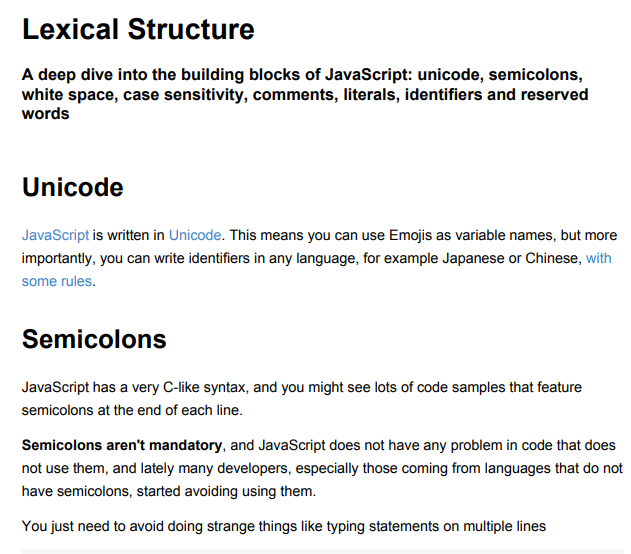 Lexical Structure
A deep dive into the building blocks of JavaScript: unicode, semicolons,
white space, case sensitivity, comments, literals, identifiers and reserved
words
Unicode
JavaScript is written in Unicode. This means you can use Emojis as variable names, but more
importantly, you can write identifiers in any language, for example Japanese or Chinese, with
some rules.
Semicolons
JavaScript has a very C-like syntax, and you might see lots of code samples that feature
semicolons at the end of each line.
Semicolons aren't mandatory, and JavaScript does not have any problem in code that does
not use them, and lately many developers, especially those coming from languages that do not
have semicolons, started avoiding using them.
You just need to avoid doing strange things like typing statements on multiple lines